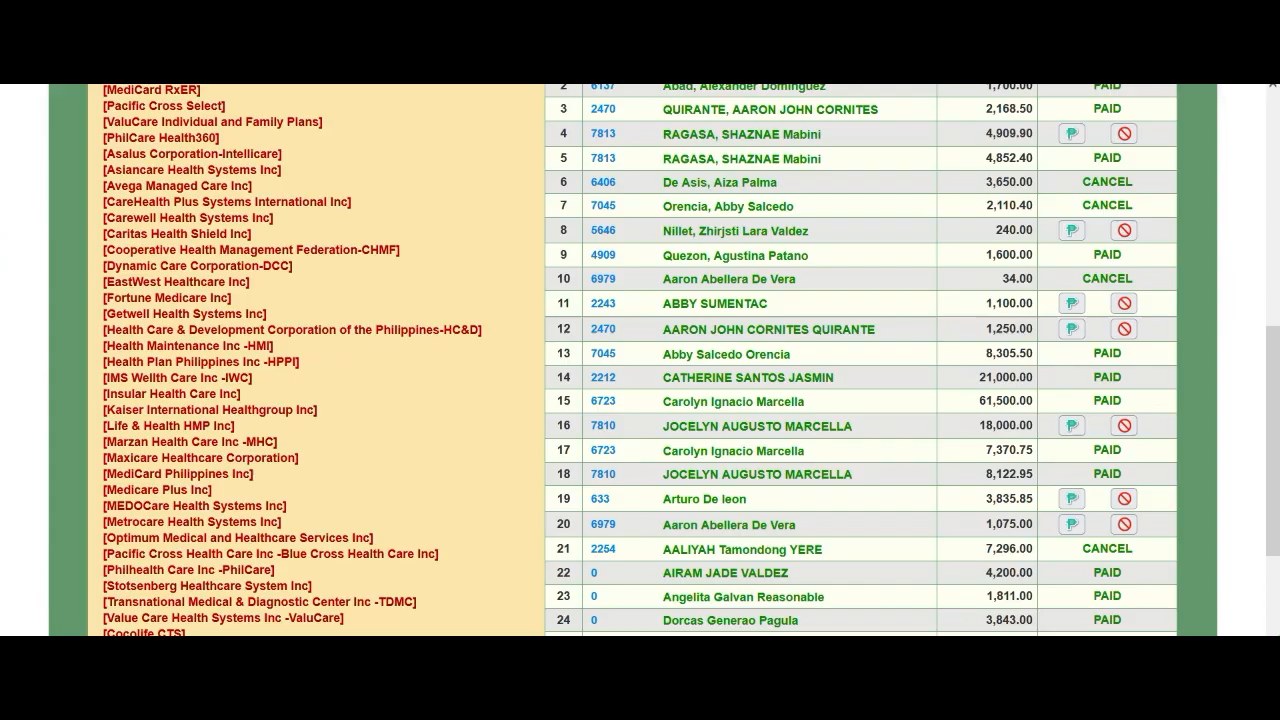 [MediCard RxER]
[Pacific Cross Select]
[ValuCare Individual and Family Plans]
[PhilCare Health360]
[Asalus Corporation-Intellicare]
[Asiancare Health Systems Inc]
[Avega Managed Care Inc]
[CareHealth Plus Systems International Inc]
[Carewell Health Systems Inc]
[Caritas Health Shield Inc]
[Cooperative Health Management Federation-CHMF]
[Dynamic Care Corporation-DCC]
[EastWest Healthcare Inc]
[Fortune Medicare Inc]
[Getwell Health Systems Inc]
[Health Care & Development Corporation of the Philippines-HC&D]
[Health Maintenance Inc -HMI]
[Health Plan Philippines Inc -HPPI]
[IMS Wellth Care Inc -IWC]
[Insular Health Care Inc]
[Kaiser International Healthgroup Inc]
[Life & Health HMP Inc]
[Marzan Health Care Inc -MHC]
[Maxicare Healthcare Corporation]
[MediCard Philippines Inc]
[Medicare Plus Inc]
[MEDOCare Health Systems Inc]
[Metrocare Health Systems Inc]
[Optimum Medical and Healthcare Services Inc]
[Pacific Cross Health Care Inc -Blue Cross Health Care Inc]
[Philhealth Care Inc -PhilCare]
[Stotsenberg Healthcare System Inc]
[Transnational Medical & Diagnostic Center Inc -TDMC]
[Value Care Health Systems Inc -ValuCare]
[Cocolife CTS]
2 6137 Abad, Alexander Dominguez 1,700.00 PAID
3 2470 QUIRANTE, AARON JOHN CORNITES 2,168.50 PAID
4 7813 RAGASA, SHAZNAE Mabini 4,909.90
5 7813 RAGASA, SHAZNAE Mabini 4,852.40 PAID
6 6406 De Asis, Aiza Palma 3,650.00 CANCEL
7 7045 Orencia, Abby Salcedo 2,110.40 CANCEL
8 5646 Nillet, Zhirjsti Lara Valdez 240.00
9 4909 Quezon, Agustina Patano 1,600.00 PAID
10 6979 Aaron Abellera De Vera 34.00 CANCEL
11 2243 ABBY SUMENTAC 1,100.00
12 2470 AARON JOHN CORNITES QUIRANTE 1,250.00
13 7045 Abby Salcedo Orencia 8,305.50 PAID
14 2212 CATHERINE SANTOS JASMIN 21,000.00 PAID
15 6723 Carolyn Ignacio Marcella 61,500.00 PAID
16 7810 JOCELYN AUGUSTO MARCELLA 18,000.00
17 6723 Carolyn Ignacio Marcella 7,370.75 PAID
18 7810 JOCELYN AUGUSTO MARCELLA 8,122.95 PAID
19 633 Arturo De leon 3,835.85
20 6979 Aaron Abellera De Vera 1,075.00
21 2254 AALIYAH Tamondong YERE 7,296.00 CANCEL
22 0 AIRAM JADE VALDEZ 4,200.00 PAID
23 0 Angelita Galvan Reasonable 1,811.00 PAID
24 0 Dorcas Generao Pagula 3,843.00 PAID